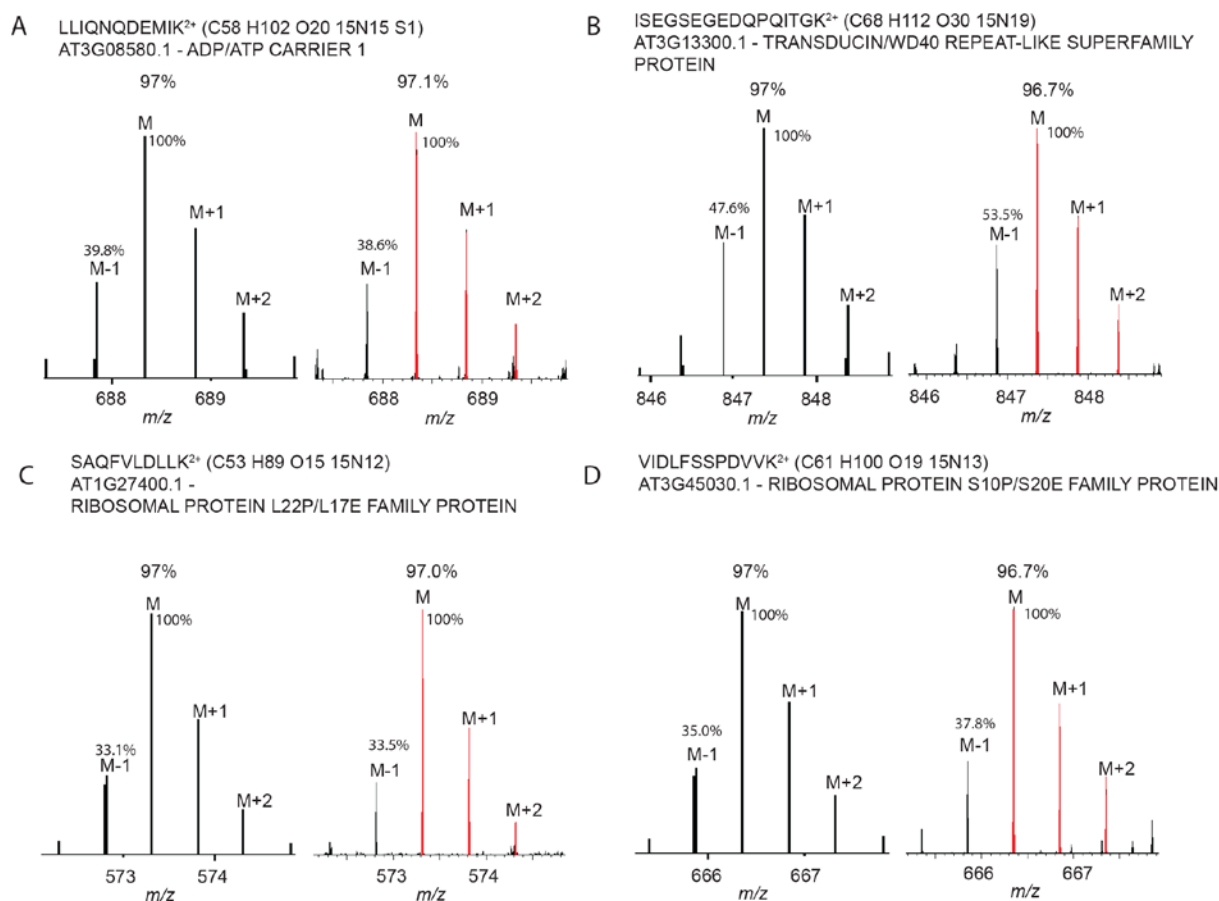 A
LLIQNQDEMIK2+ (C58 H102 O20 15N15 S1)
AT3G08580.1 - ADP/ATP CARRIER 1
97%
M
100%
M+1
39.8%
M-1
M+2
688
689
m/z
97.1%
M
100%
M+1
38.6%
M-1
M+2
688
689
m/z
B
ISEGSEGEDQPQITGK2+ (C68 H112 O30 15N19)
AT3G13300.1 - TRANSDUCIN/WD40 REPEAT-LIKE SUPERFAMILY
PROTEIN
97%
M
100%
47.6%
M-1
M+1
M+2
846
847
848
m/z
96.7%
M
100%
53.5%
M-1
M+1
M+2
846
847
848
m/z
C
SAQFVLDLLK2+ (C53 H89 O15 15N12)
AT1G27400.1 -
RIBOSOMAL PROTEIN L22P/L17E FAMILY PROTEIN
97%
M
100%
M+1
33.1%
M-1
M+2
573
574
m/z
97.0%
M
100%
M+1
33.5%
M-1
M+2
573
574
m/z
D
VIDLFSSPDVVK2+ (C61 H100 O19 15N13)
AT3G45030.1 - RIBOSOMAL PROTEIN S10P/S20E FAMILY PROTEIN
97%
M
100%
M+1
35.0%
M-1
M+2
666
667
m/z
96.7%
M
100%
M+1
37.8%
M-1
M+2
666
667
m/z